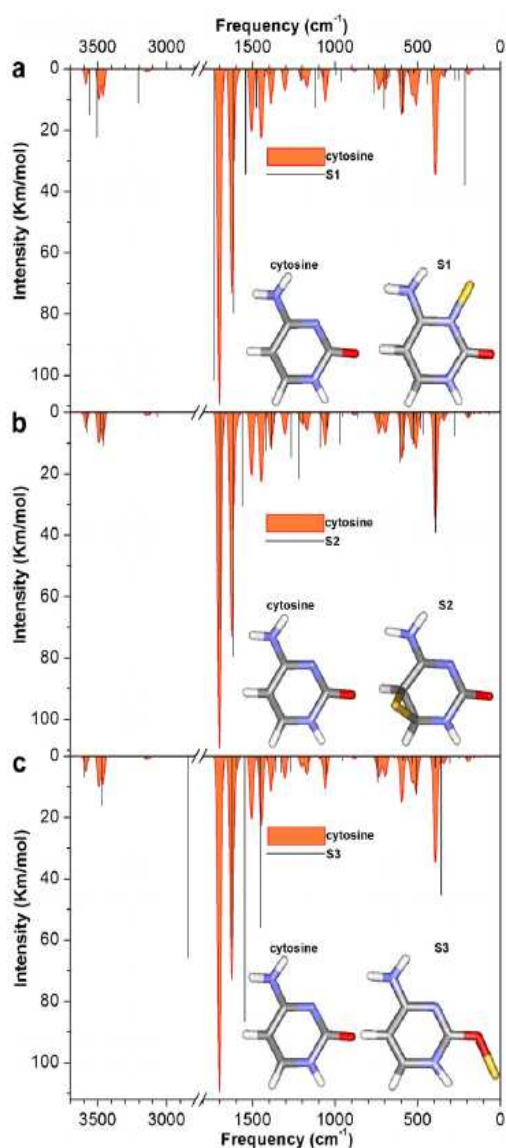 Frequency (cm-1)
3500 3000 1500 1000 500 0
a
0
20
40
60
80
100
Intensity (Km/mol)
cytosine
S1
cytosine S1
b
0
20
40
60
80
100
Intensity (Km/mol)
cytosine
S2
cytosine S2
c
0
20
40
60
80
100
Intensity (Km/mol)
cytosine
S3
cytosine S3
3500 3000 1500 1000 500 0
Frequency (cm-1)